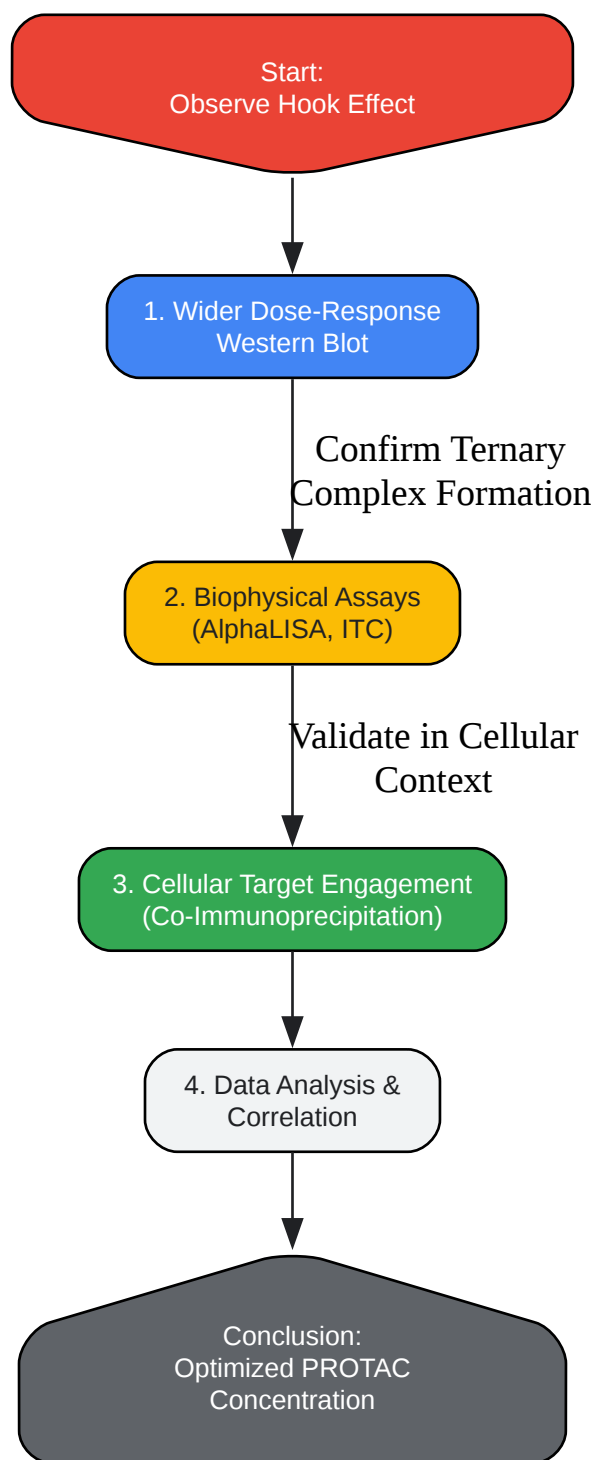 Start:
Observe Hook Effect
1. Wider Dose-Response
Western Blot
Confirm Ternary
Complex Formation
2. Biophysical Assays
(AlphaLISA, ITC)
Validate in Cellular
Context
3. Cellular Target Engagement
(Co-Immunoprecipitation)
4. Data Analysis &
Correlation
Conclusion:
Optimized PROTAC
Concentration